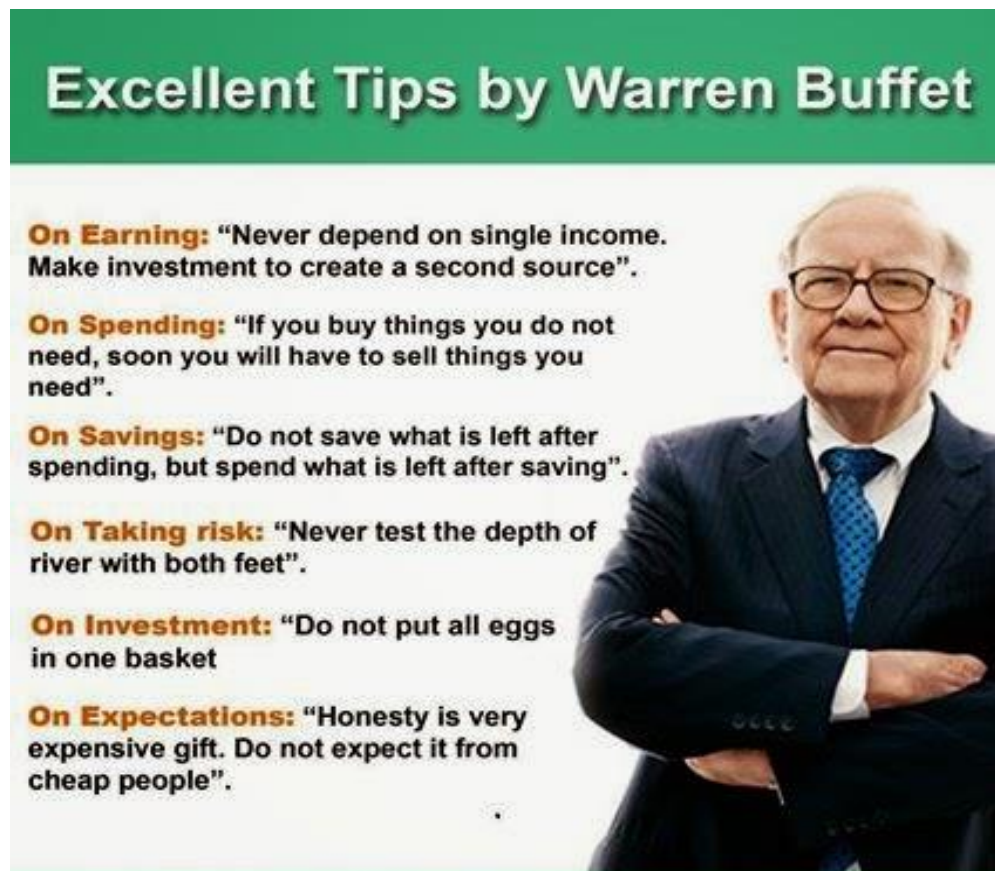 Excellent Tips by Warren Buffet
On Earning: “Never depend on single income.
Make investment to create a second source”.
On Spending: “If you buy things you do not
need, soon you will have to sell things you
need”.
On Savings: “Do not save what is left after
spending, but spend what is left after saving”.
On Taking risk: “Never test the depth of
river with both feet”.
On Investment: “Do not put all eggs
in one basket
On Expectations: “Honesty is very
expensive gift. Do not expect it from
cheap people”.